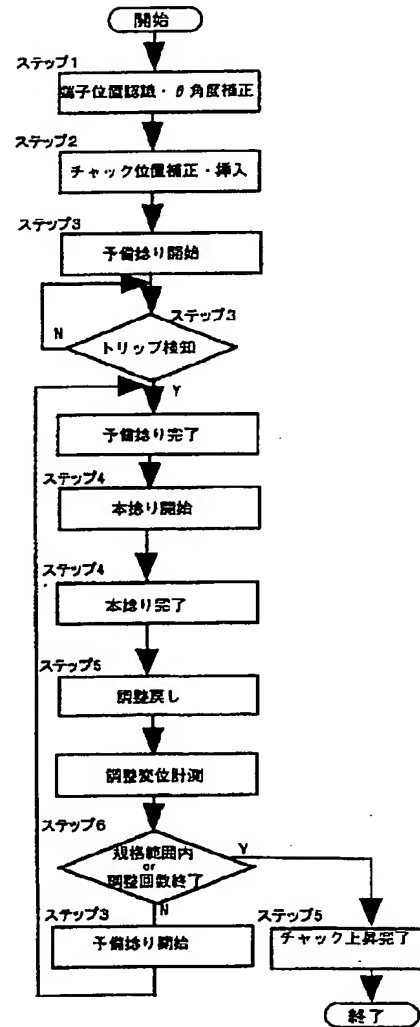 開始
ステップ1
端子位置認識・θ角度補正
ステップ2
チャック位置補正・挿入
ステップ3
予備捻り開始
ステップ3
N
トリップ検知
Y
予備捻り完了
ステップ4
本捻り開始
ステップ4
本捻り完了
ステップ5
調整戻し
調整変位計測
ステップ6
規格範囲内
or
調整回数終了
Y
N
ステップ3
予備捻り開始
ステップ5
チャック上昇完了
終了